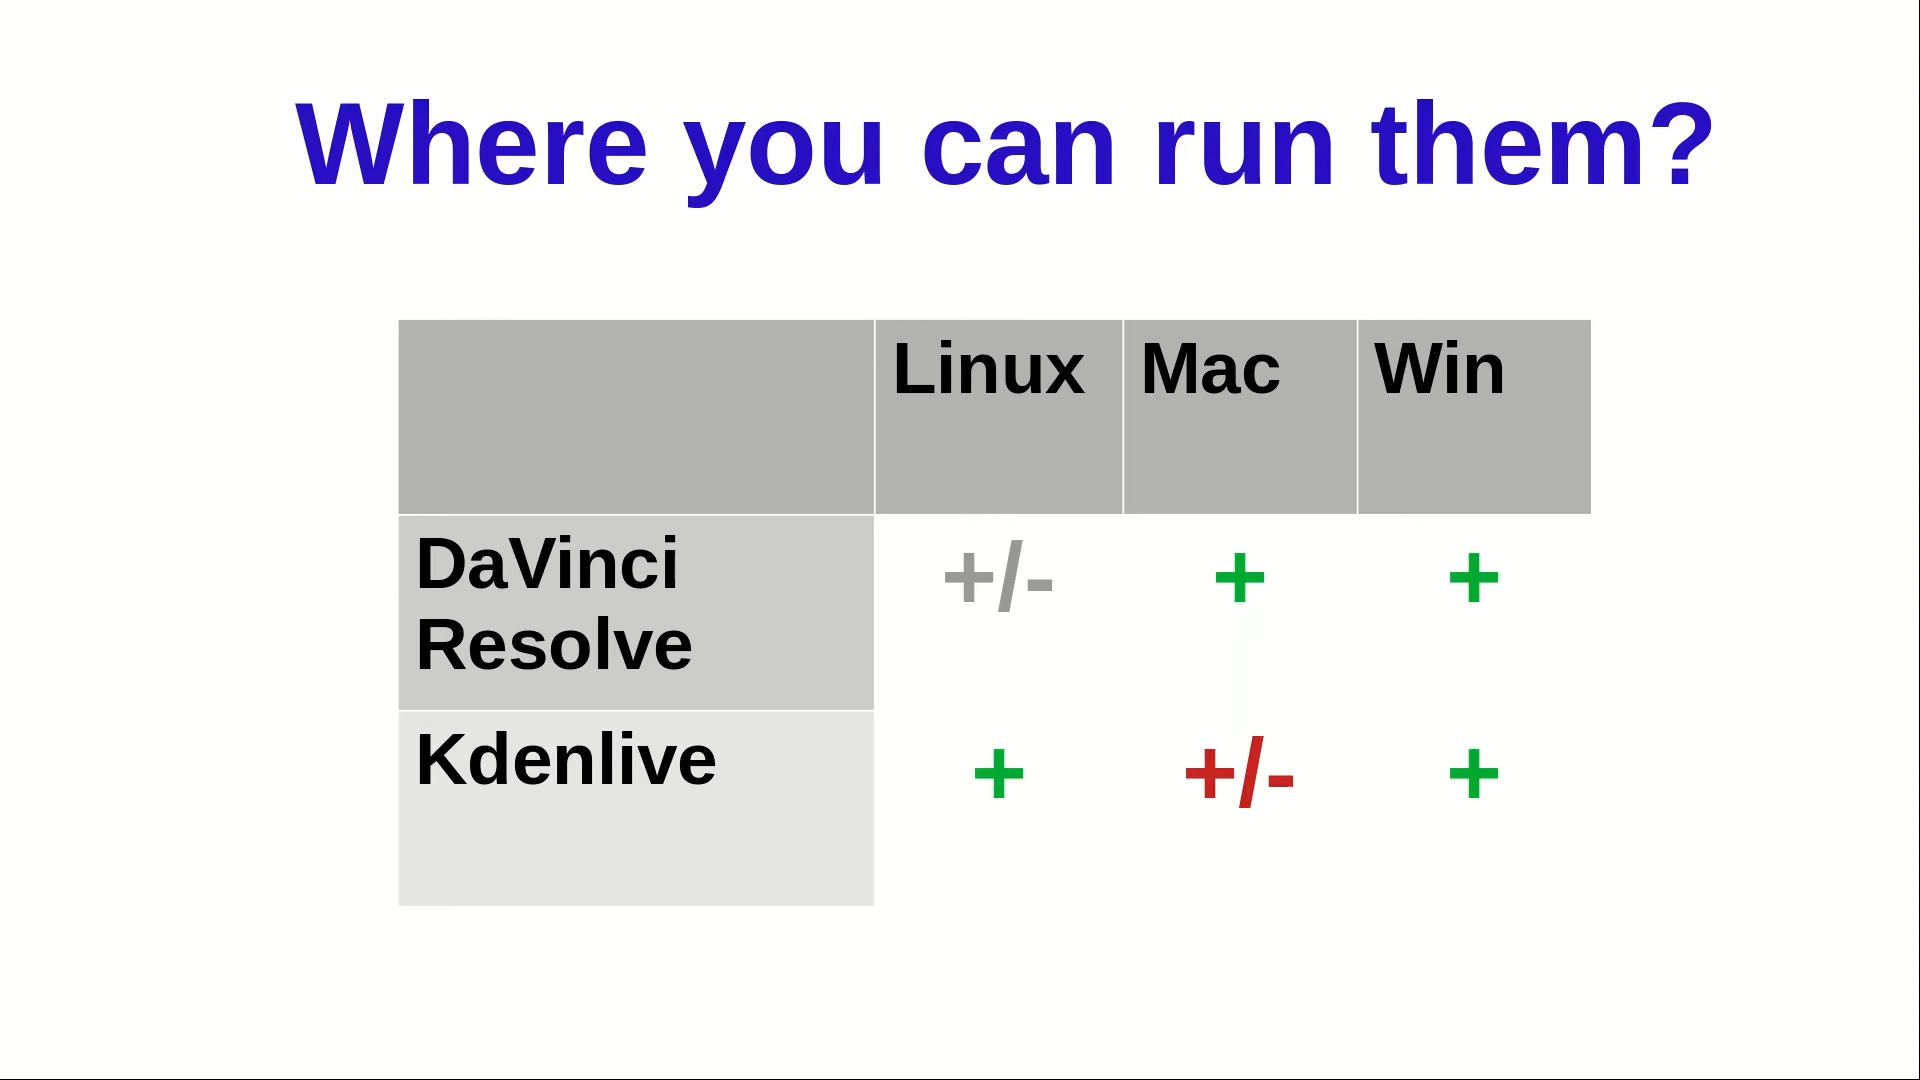 Where you can run them?
Linux Mac Win
DaVinci
Resolve
+/- + +
Kdenlive
+ +/- +